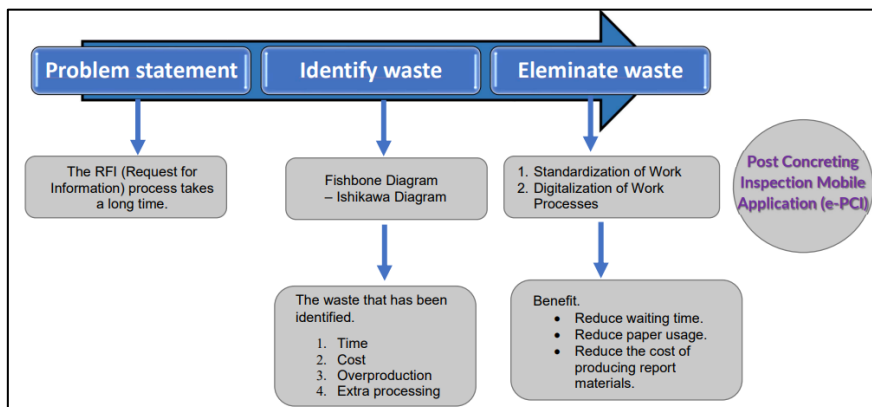 Problem statement
Identify waste
Eleminate waste
The RFI (Request for
Information) process takes
a long time.
Fishbone Diagram
– Ishikawa Diagram
1. Standardization of Work
2. Digitalization of Work
Processes
Post Concreting
Inspection Mobile
Application (e-PCI)
The waste that has been
identified.
1. Time
2. Cost
3. Overproduction
4. Extra processing
Benefit.
• Reduce waiting time.
• Reduce paper usage.
• Reduce the cost of
producing report
materials.